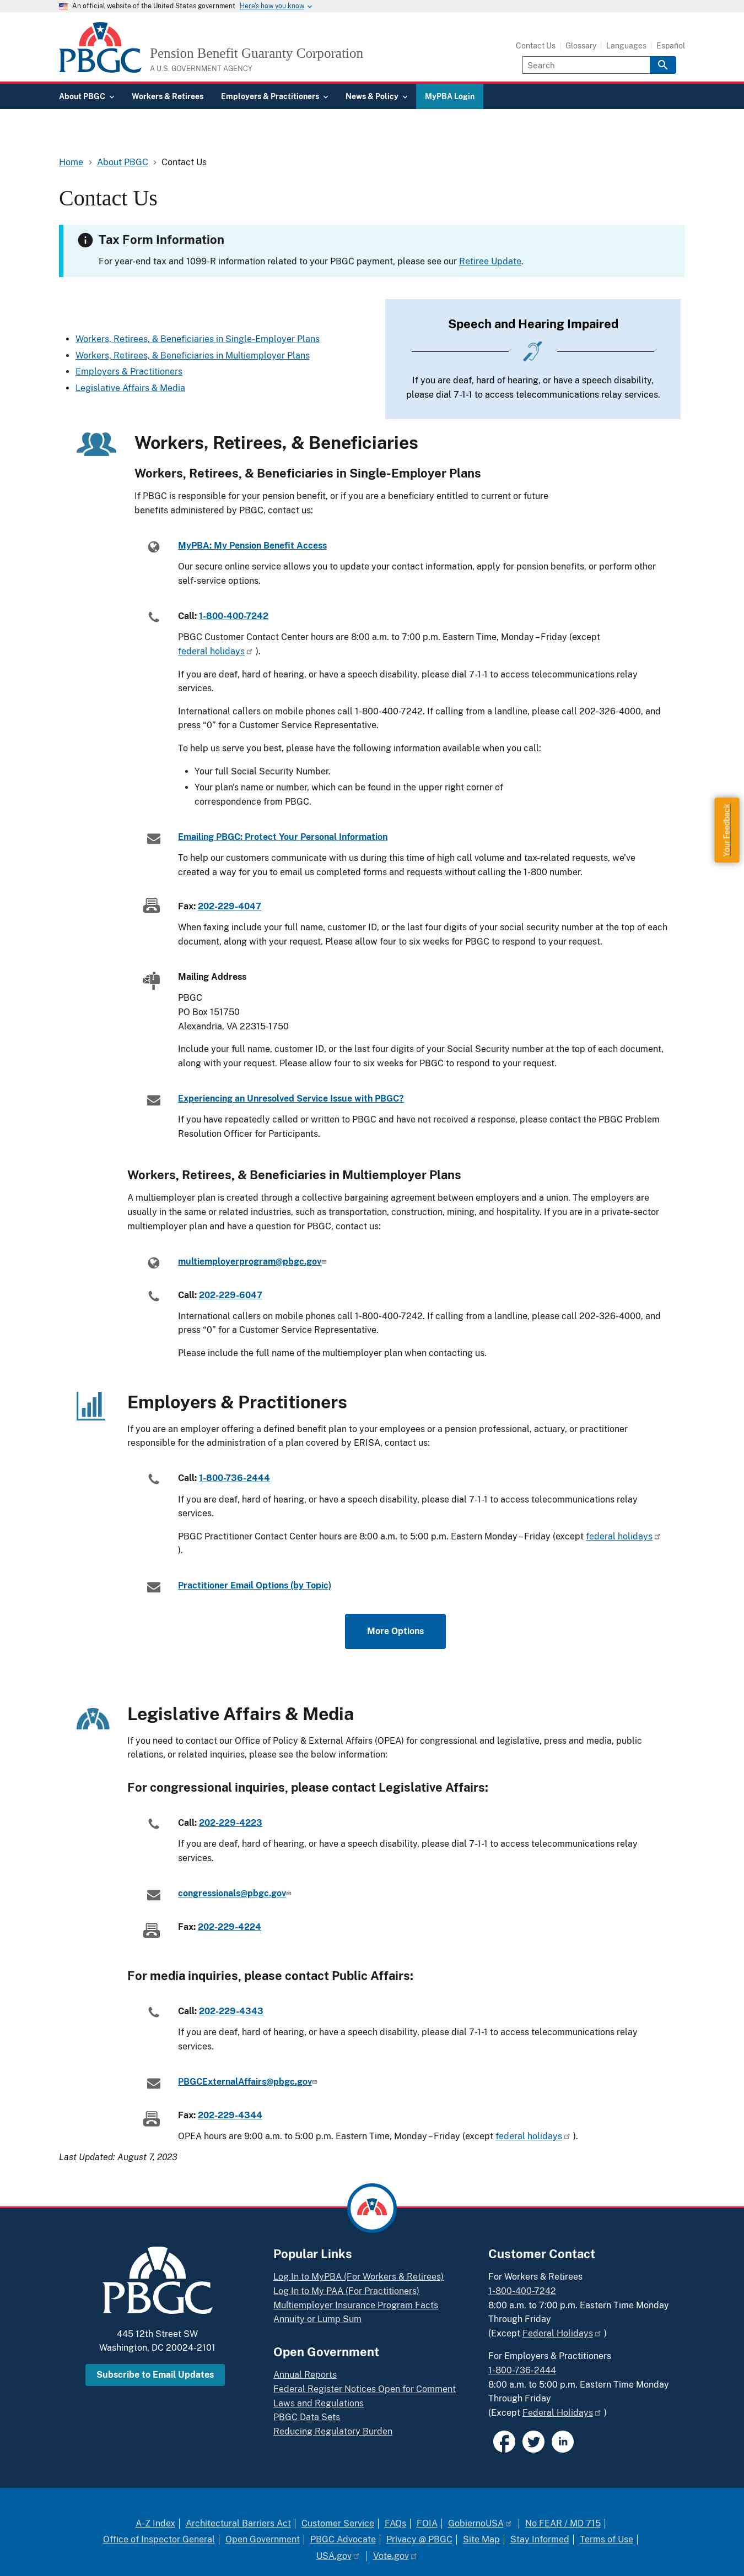 An official website of the United States government Here's how you know
PBGC
Pension Benefit Guaranty Corporation
A U.S. GOVERNMENT AGENCY
Contact Us
Glossary
Languages
Español
Search
About PBGC
Workers & Retirees
Employers & Practitioners
News & Policy
MyPBA Login
Home
About PBGC
Contact Us
Contact Us
Tax Form Information
For year-end tax and 1099-R information related to your PBGC payment, please see our Retiree Update.
Workers, Retirees, & Beneficiaries in Single-Employer Plans
Workers, Retirees, & Beneficiaries in Multiemployer Plans
Employers & Practitioners
Legislative Affairs & Media
Speech and Hearing Impaired
If you are deaf, hard of hearing, or have a speech disability,
please dial 7-1-1 to access telecommunications relay services.
Workers, Retirees, & Beneficiaries
Workers, Retirees, & Beneficiaries in Single-Employer Plans
If PBGC is responsible for your pension benefit, or if you are a beneficiary entitled to current or future
benefits administered by PBGC, contact us:
MyPBA: My Pension Benefit Access
Our secure online service allows you to update your contact information, apply for pension benefits, or perform other
self-service options.
Call: 1-800-400-7242
PBGC Customer Contact Center hours are 8:00 a.m. to 7:00 p.m. Eastern Time, Monday – Friday (except
federal holidays ).
If you are deaf, hard of hearing, or have a speech disability, please dial 7-1-1 to access telecommunications relay
services.
International callers on mobile phones call 1-800-400-7242. If calling from a landline, please call 202-326-4000, and
press “0” for a Customer Service Representative.
To help us serve you best, please have the following information available when you call:
Your full Social Security Number.
Your plan's name or number, which can be found in the upper right corner of
correspondence from PBGC.
Your Feedback
Emailing PBGC: Protect Your Personal Information
To help our customers communicate with us during this time of high call volume and tax-related requests, we've
created a way for you to email us completed forms and requests without calling the 1-800 number.
Fax: 202-229-4047
When faxing include your full name, customer ID, or the last four digits of your social security number at the top of each
document, along with your request. Please allow four to six weeks for PBGC to respond to your request.
Mailing Address
PBGC
PO Box 151750
Alexandria, VA 22315-1750
Include your full name, customer ID, or the last four digits of your Social Security number at the top of each document,
along with your request. Please allow four to six weeks for PBGC to respond to your request.
Experiencing an Unresolved Service Issue with PBGC?
If you have repeatedly called or written to PBGC and have not received a response, please contact the PBGC Problem
Resolution Officer for Participants.
Workers, Retirees, & Beneficiaries in Multiemployer Plans
A multiemployer plan is created through a collective bargaining agreement between employers and a union. The employers are
usually in the same or related industries, such as transportation, construction, mining, and hospitality. If you are in a private-sector
multiemployer plan and have a question for PBGC, contact us:
multiemployerprogram@pbgc.gov
Call: 202-229-6047
International callers on mobile phones call 1-800-400-7242. If calling from a landline, please call 202-326-4000, and
press “0” for a Customer Service Representative.
Please include the full name of the multiemployer plan when contacting us.
Employers & Practitioners
If you are an employer offering a defined benefit plan to your employees or a pension professional, actuary, or practitioner
responsible for the administration of a plan covered by ERISA, contact us:
Call: 1-800-736-2444
If you are deaf, hard of hearing, or have a speech disability, please dial 7-1-1 to access telecommunications relay
services.
PBGC Practitioner Contact Center hours are 8:00 a.m. to 5:00 p.m. Eastern Monday – Friday (except federal holidays
).
Practitioner Email Options (by Topic)
More Options
Legislative Affairs & Media
If you need to contact our Office of Policy & External Affairs (OPEA) for congressional and legislative, press and media, public
relations, or related inquiries, please see the below information:
For congressional inquiries, please contact Legislative Affairs:
Call: 202-229-4223
If you are deaf, hard of hearing, or have a speech disability, please dial 7-1-1 to access telecommunications relay
services.
congressionals@pbgc.gov
Fax: 202-229-4224
For media inquiries, please contact Public Affairs:
Call: 202-229-4343
If you are deaf, hard of hearing, or have a speech disability, please dial 7-1-1 to access telecommunications relay
services.
PBGCExternalAffairs@pbgc.gov
Fax: 202-229-4344
OPEA hours are 9:00 a.m. to 5:00 p.m. Eastern Time, Monday – Friday (except federal holidays ).
Last Updated: August 7, 2023
PBGC
445 12th Street SW
Washington, DC 20024-2101
Subscribe to Email Updates
Popular Links
Log In to MyPBA (For Workers & Retirees)
Log In to My PAA (For Practitioners)
Multiemployer Insurance Program Facts
Annuity or Lump Sum
Open Government
Annual Reports
Federal Register Notices Open for Comment
Laws and Regulations
PBGC Data Sets
Reducing Regulatory Burden
Customer Contact
For Workers & Retirees
1-800-400-7242
8:00 a.m. to 7:00 p.m. Eastern Time Monday
Through Friday
(Except Federal Holidays )
For Employers & Practitioners
1-800-736-2444
8:00 a.m. to 5:00 p.m. Eastern Time Monday
Through Friday
(Except Federal Holidays )
A-Z Index | Architectural Barriers Act | Customer Service | FAQs | FOIA | GobiernoUSA | No FEAR / MD 715 |
Office of Inspector General | Open Government | PBGC Advocate | Privacy @ PBGC | Site Map | Stay Informed | Terms of Use |
USA.gov | Vote.gov